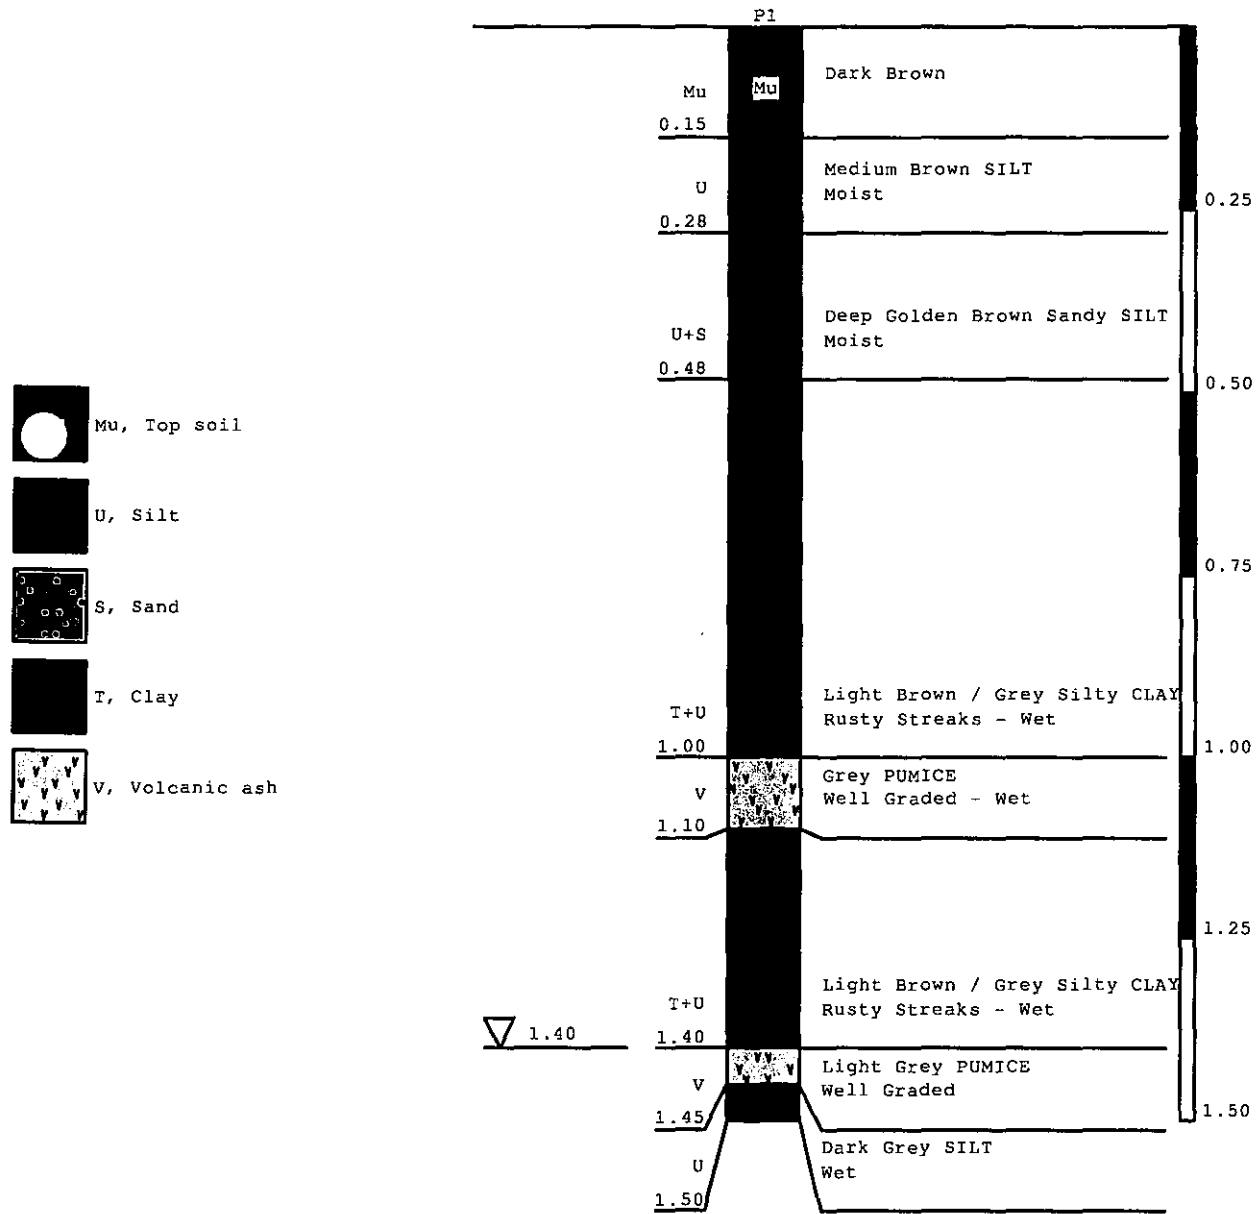 P1
Mu
Mu
Dark Brown
0.15
U
Medium Brown SILT
Moist
0.28
0.25
U+S
Deep Golden Brown Sandy SILT
Moist
0.48
0.50
Mu, Top soil
U, Silt
S, Sand
T, Clay
V, Volcanic ash
0.75
T+U
Light Brown / Grey Silty CLAY
Rusty Streaks - Wet
1.00
1.00
V
Grey PUMICE
Well Graded - Wet
1.10
1.25
T+U
Light Brown / Grey Silty CLAY
Rusty Streaks - Wet
1.40
1.40
V
Light Grey PUMICE
Well Graded
1.45
1.50
U
Dark Grey SILT
Wet
1.50